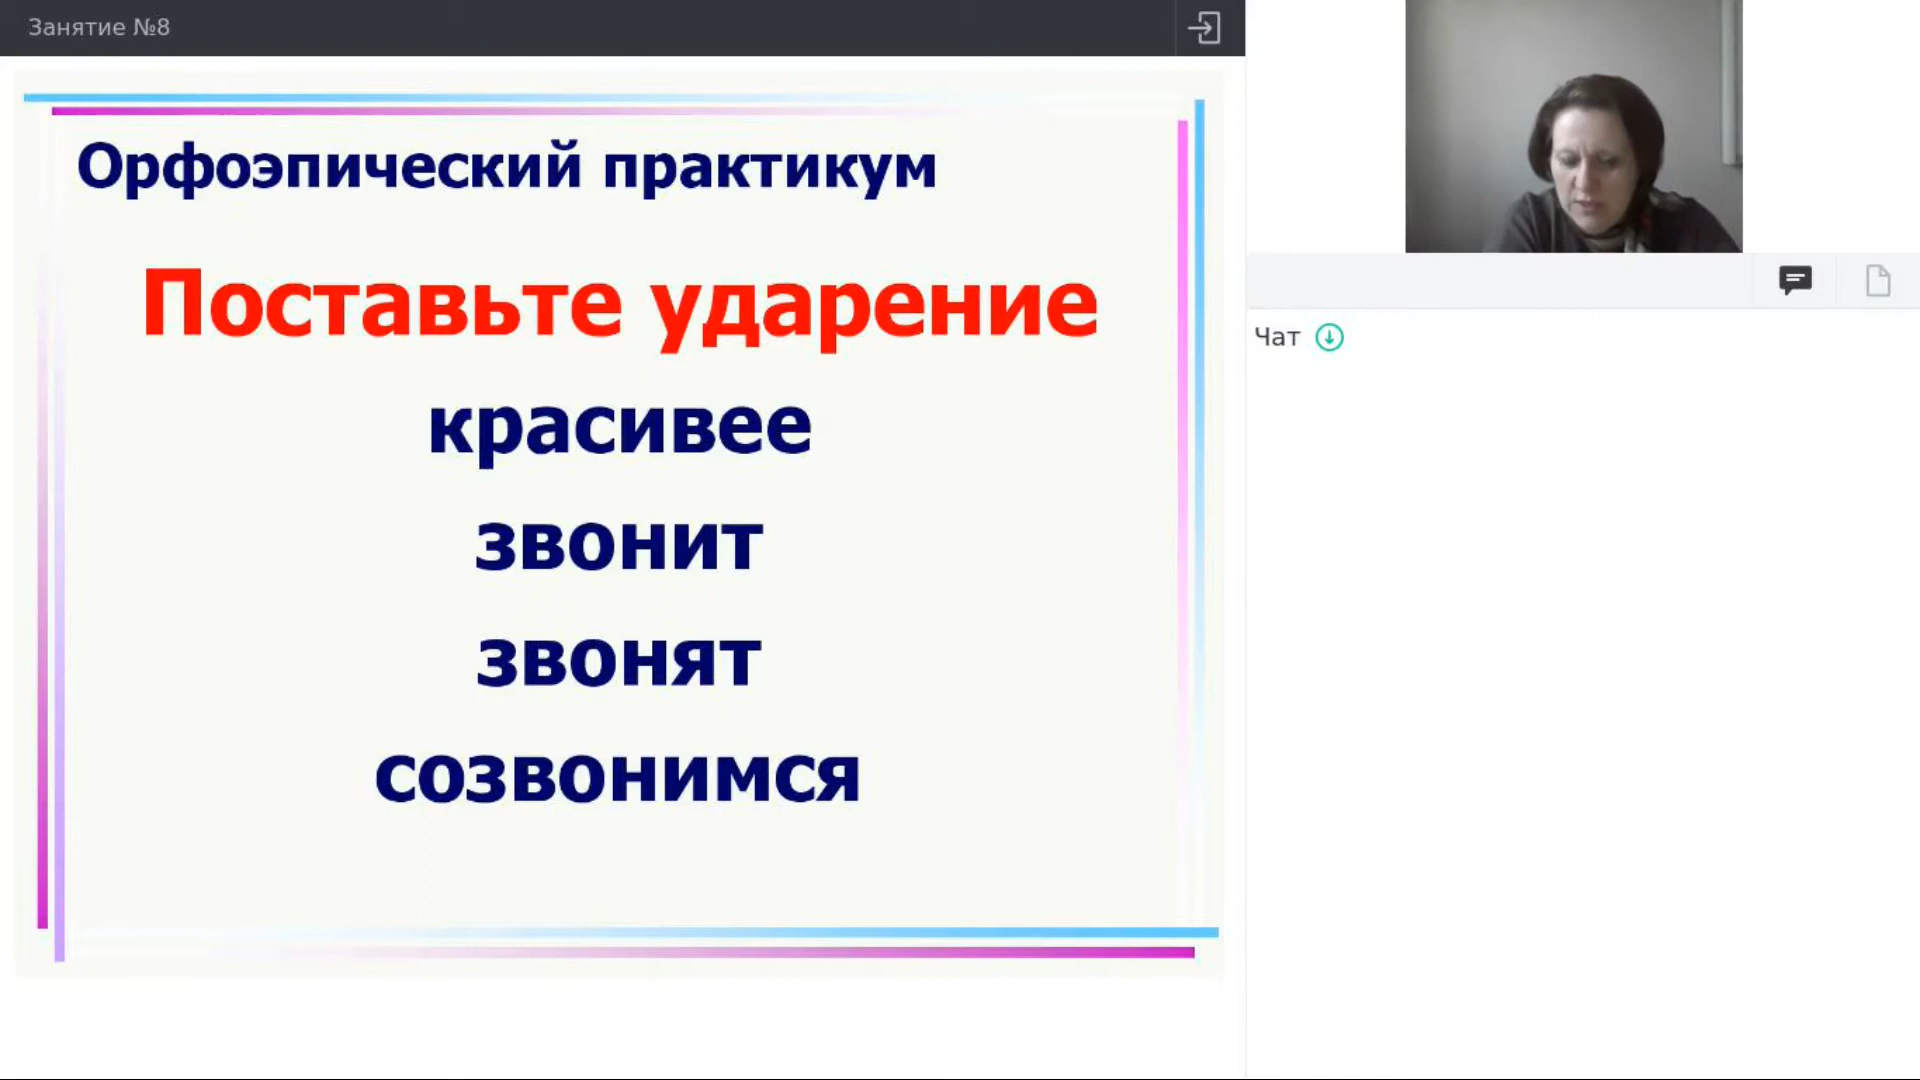 Занятие №8
Орфоэпический практикум
Поставьте ударение
красивее
звонит
звонят
созвонимся
Чат